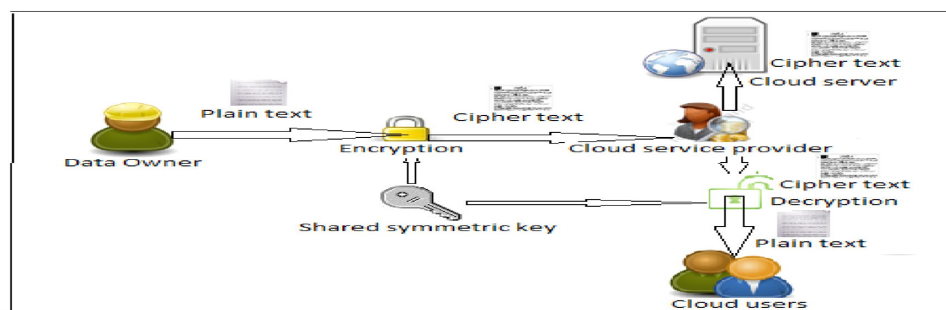 Cipher text
Cloud server
Plain text
Cipher text
Data Owner
Encryption
Cloud service provider
Cipher text
Decryption
Shared symmetric key
Plain text
Cloud users